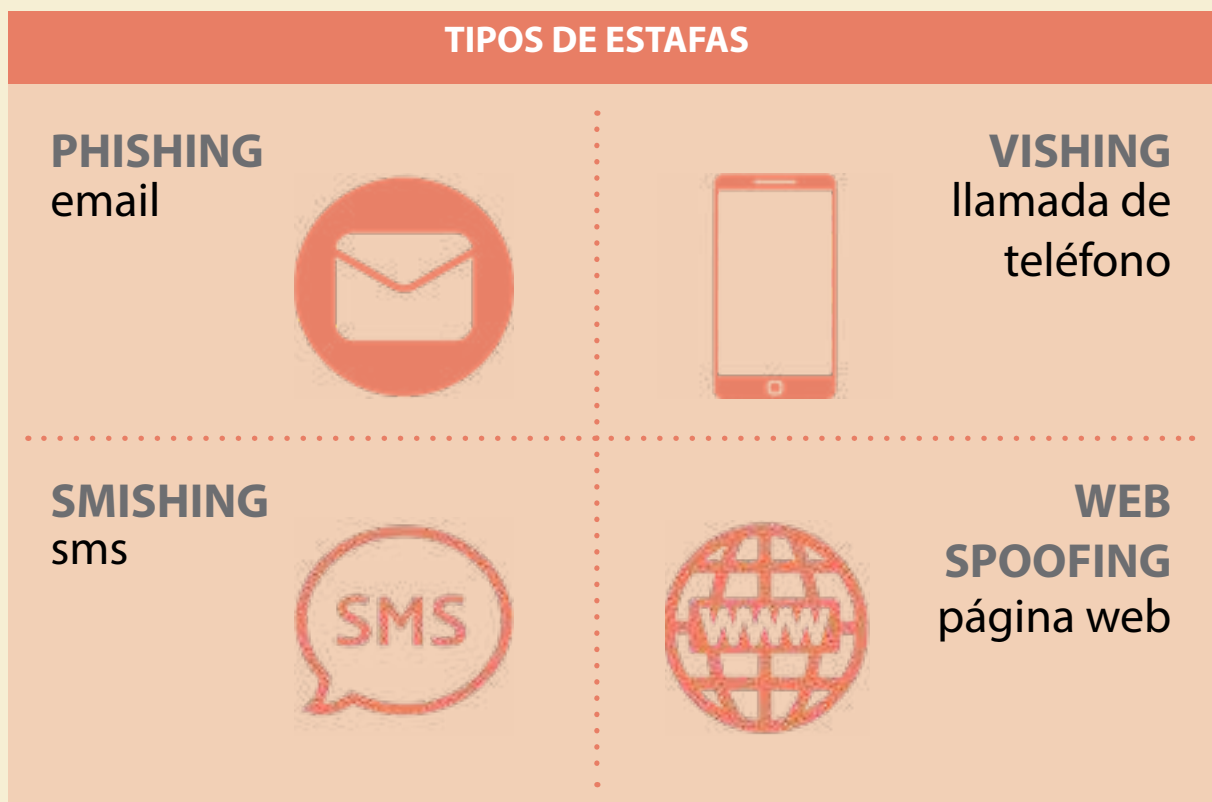 TIPOS DE ESTAFAS
PHISHING
email
VISHING
llamada de
teléfono
SMISHING
sms
SMS
WEB
SPOOFING
página web
WWW